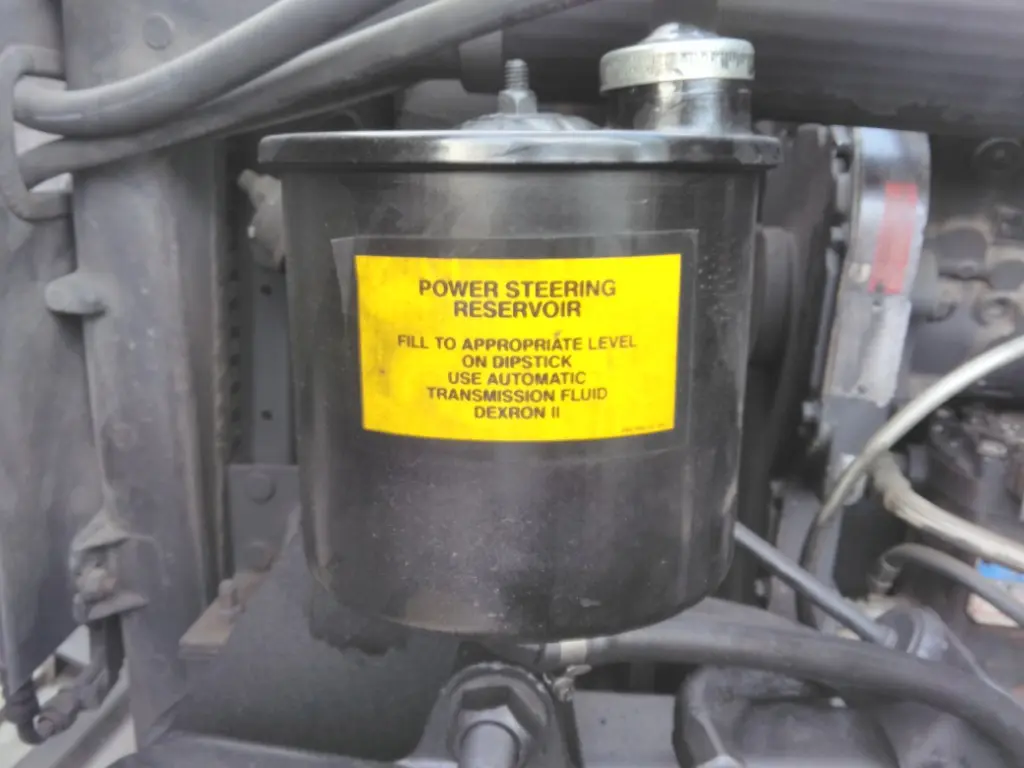 POWER STEERING
RESERVOIR
FILL TO APPROPRIATE LEVEL
ON DIPSTICK
USE AUTOMATIC
TRANSMISSION FLUID
DEXRON II